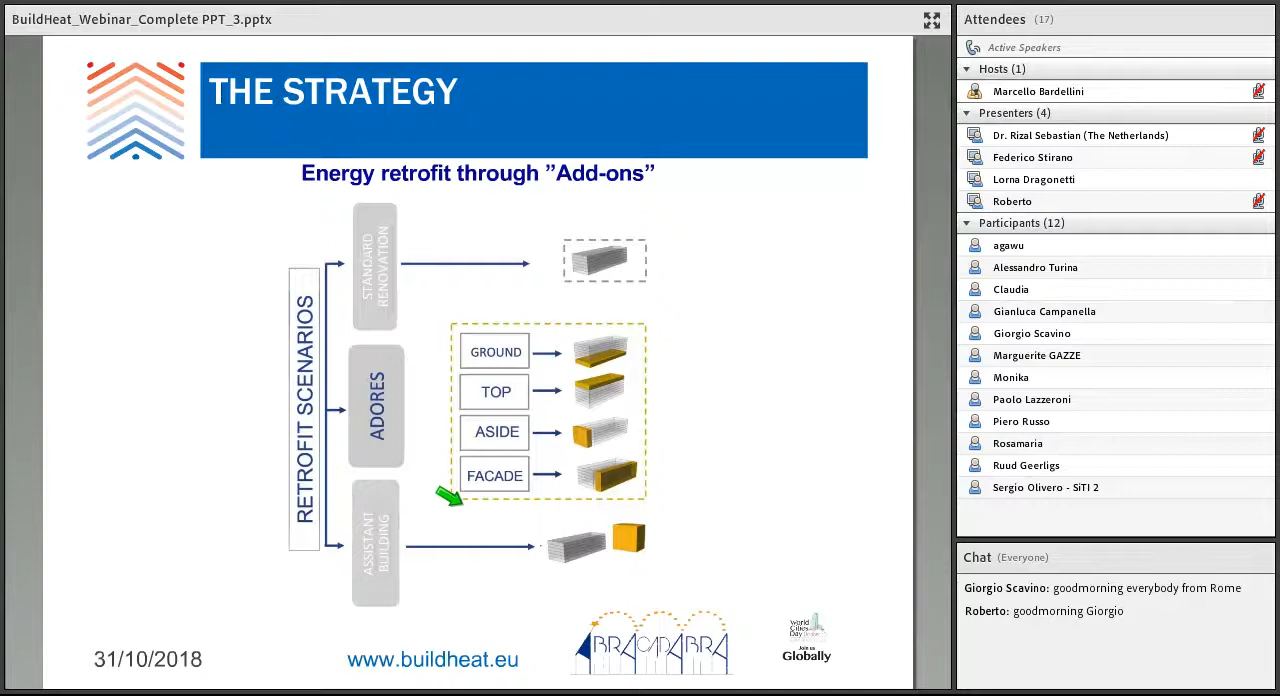 BuildHeat_Webinar_Complete PPT_3.pptx
THE STRATEGY
Energy retrofit through ”Add-ons”
RETROFIT SCENARIOS
STANDARD
RENOVATION
ADORES
GROUND
TOP
ASIDE
FACADE
ASSISTANT
BUILDING
31/10/2018
www.buildheat.eu
ABRACADABRA
World
Cities
Day
Join us
Globally
Attendees (17)
Active Speakers
Hosts (1)
Marcello Bardellini
Presenters (4)
Dr. Rizal Sebastian (The Netherlands)
Federico Stirano
Lorna Dragonetti
Roberto
Participants (12)
agawu
Alessandro Turina
Claudia
Gianluca Campanella
Giorgio Scavino
Marguerite GAZZE
Monika
Paolo Lazzeroni
Piero Russo
Rosamaria
Ruud Geerligs
Sergio Olivero - SiTI 2
Chat (Everyone)
Giorgio Scavino: goodmorning everybody from Rome
Roberto: goodmorning Giorgio